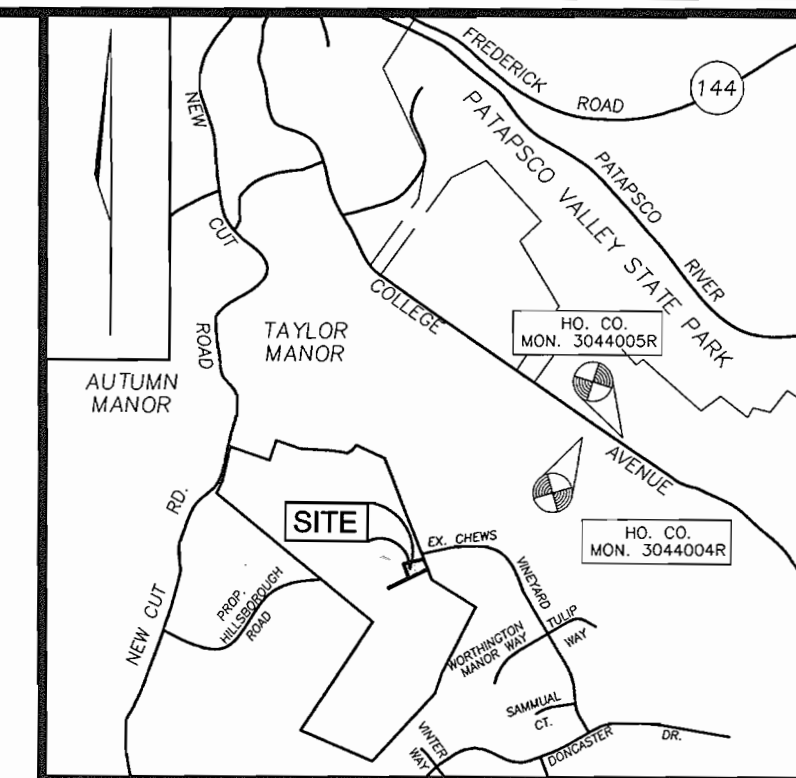 FREDERICK
ROAD
144
NEW
CUT
ROAD
PATAPSCO VALLEY STATE PARK
PATAPSCO
RIVER
COLLEGE
AVENUE
TAYLOR
MANOR
HO. CO.
MON. 3044005R
AUTUMN
MANOR
RD.
NEW CUT
SITE
EX. CHEWS
VINEYARD
HO. CO.
MON. 3044004R
PROP.
HILLSBOROUGH
ROAD
WORTHINGTON
MANOR WAY
TULIP
WAY
SAMMUAL
CT.
VINTER
WAY
DONCASTER
DR.